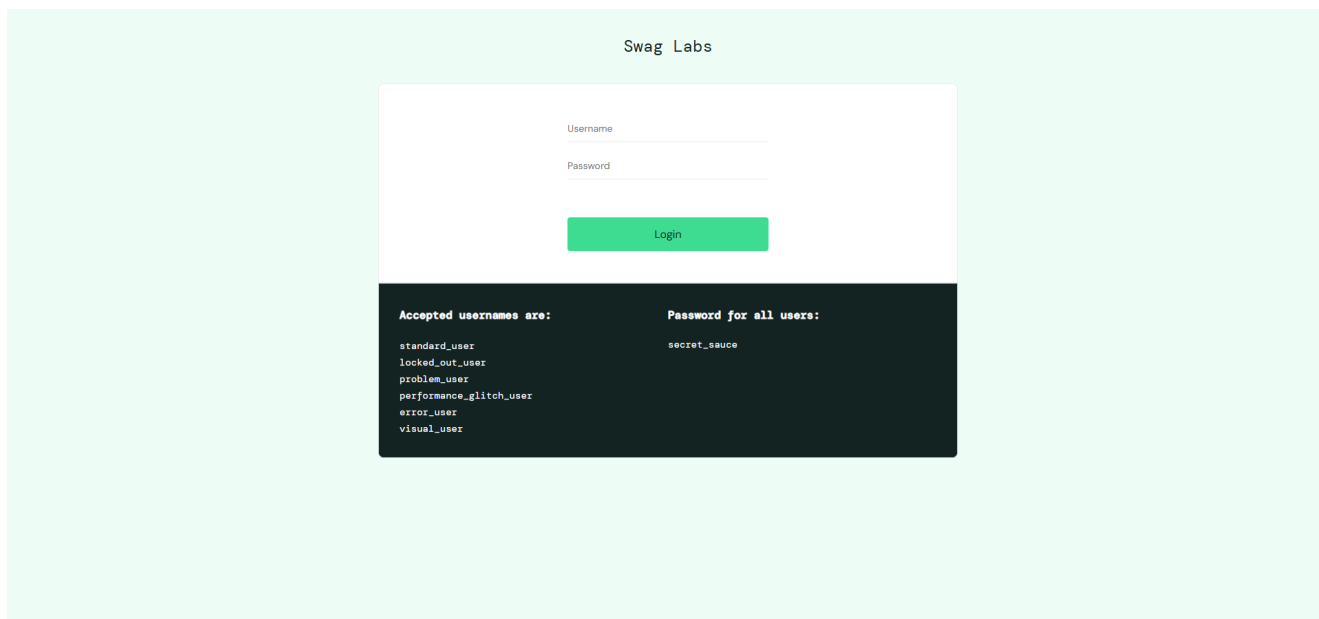 Swag Labs
Username
Password
Login
Accepted usernames are:
standard_user
locked_out_user
problem_user
performance_glitch_user
error_user
visual_user
Password for all users:
secret_sauce